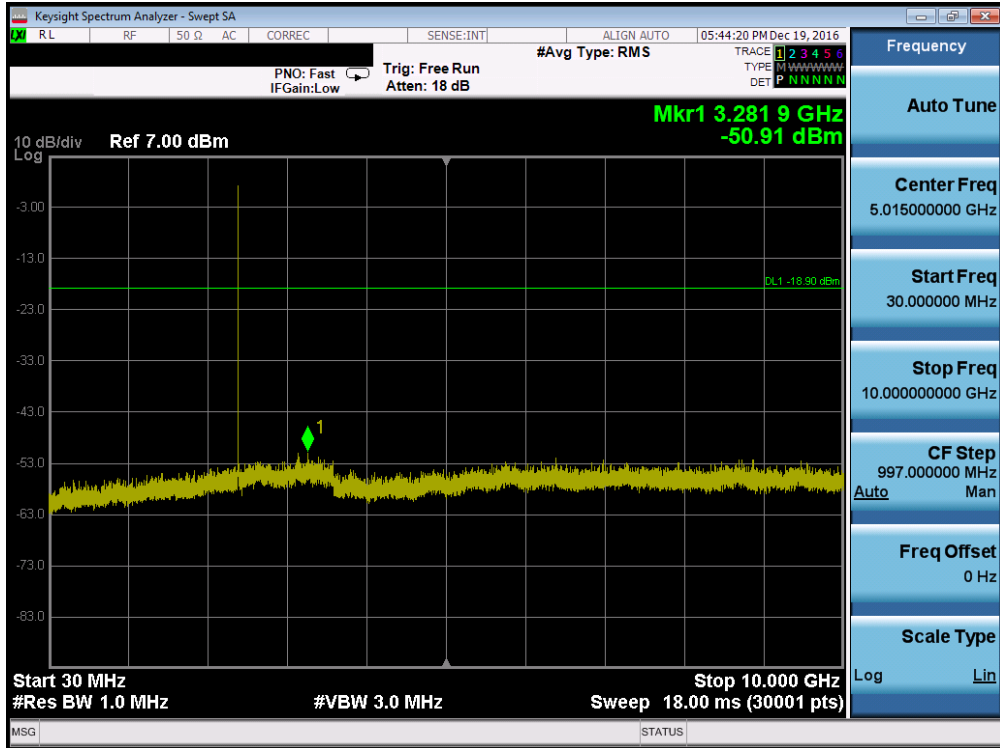 Keysight Spectrum Analyzer - Swept SA
LXI RL RF 50 Ω AC CORREC SENSE:INT ALIGN AUTO 05:44:20 PM Dec 19, 2016
#Avg Type: RMS
TRACE 1 2 3 4 5 6
TYPE M WWWWW
DET P N N N N N
PNO: Fast
IFGain:Low
Trig: Free Run
Atten: 18 dB
Mkr1 3.281 9 GHz
-50.91 dBm
10 dB/div Ref 7.00 dBm
Log
-3.00
-13.0
DL1 -18.90 dBm
-23.0
-33.0
-43.0
1
-53.0
-63.0
-73.0
-83.0
Start 30 MHz Stop 10.000 GHz
#Res BW 1.0 MHz #VBW 3.0 MHz Sweep 18.00 ms (30001 pts)
MSG STATUS
Frequency
Auto Tune
Center Freq
5.015000000 GHz
Start Freq
30.000000 MHz
Stop Freq
10.000000000 GHz
CF Step
997.000000 MHz
Auto Man
Freq Offset
0 Hz
Scale Type
Log Lin